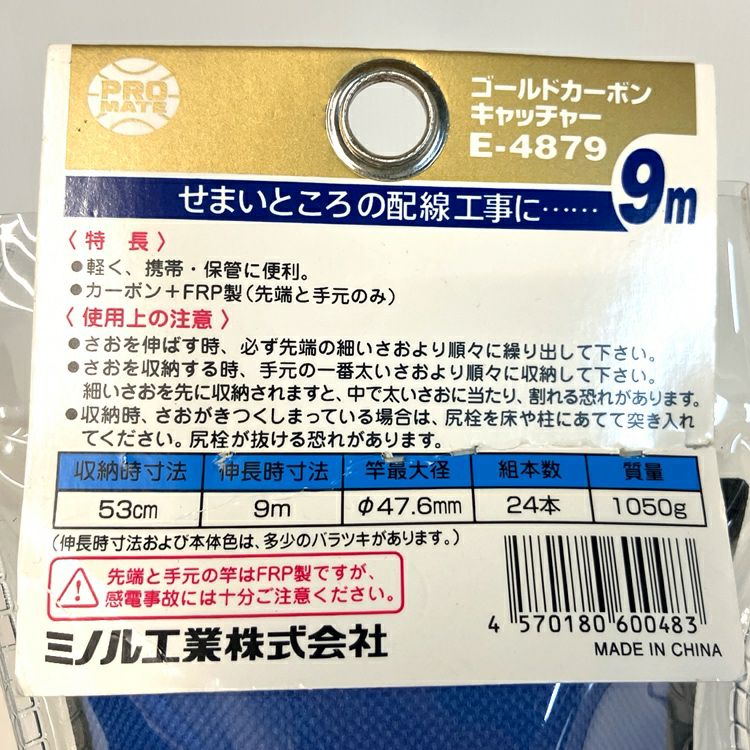 PRO
MATE
ゴールドカーボン
キャッチャー
E-4879
せまいところの配線工事に……
9m
〈特　長〉
●軽く、携帯・保管に便利。
●カーボン＋FRP製(先端と手元のみ)
〈使用上の注意〉
●さおを伸ばす時、必ず先端の細いさおより順々に繰り出して下さい。
●さおを収納する時、手元の一番太いさおより順々に収納して下さい。
細いさおを先に収納されますと、中で太いさおに当たり、割れる恐れがあります。
●収納時、さおがきつくしまっている場合は、尻栓を床や柱にあてて突き入れ
てください。尻栓が抜ける恐れがあります。
収納時寸法 伸長時寸法 竿最大径 組本数 質量
53cm 9m φ47.6mm 24本 1050g
(伸長時寸法および本体色は、多少のバラツキがあります。)
先端と手元の竿はFRP製ですが、
感電事故には十分ご注意ください。
ミノル工業株式会社
4 570180 600483
MADE IN CHINA